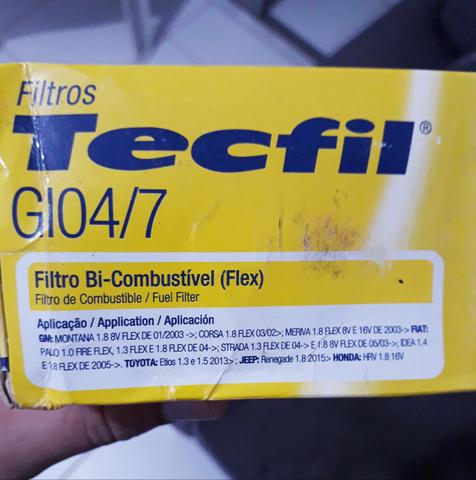 Filtros
Tecfil®
GI04/7
Filtro Bi-Combustível (Flex)
Filtro de Combustible / Fuel Filter
Aplicação / Application / Aplicación
GM: MONTANA 1.8 8V FLEX DE 01/2003 ->; CORSA 1.8 FLEX 03/02>; MERIVA 1.8 FLEX 8V E 16V DE 2003-> FIAT:
PALO 1.0 FIRE FLEX, 1.3 FLEX E 1.8 FLEX DE 04->; STRADA 1.3 FLEX DE 04-> E 1.8 8V FLEX DE 05/03->; IDEA 1.4
E 1.8 FLEX DE 2005->. TOYOTA: Etios 1.3 e 1.5 2013> ; JEEP: Renegade 1.8 2015> HONDA: HRV 1.8 16V